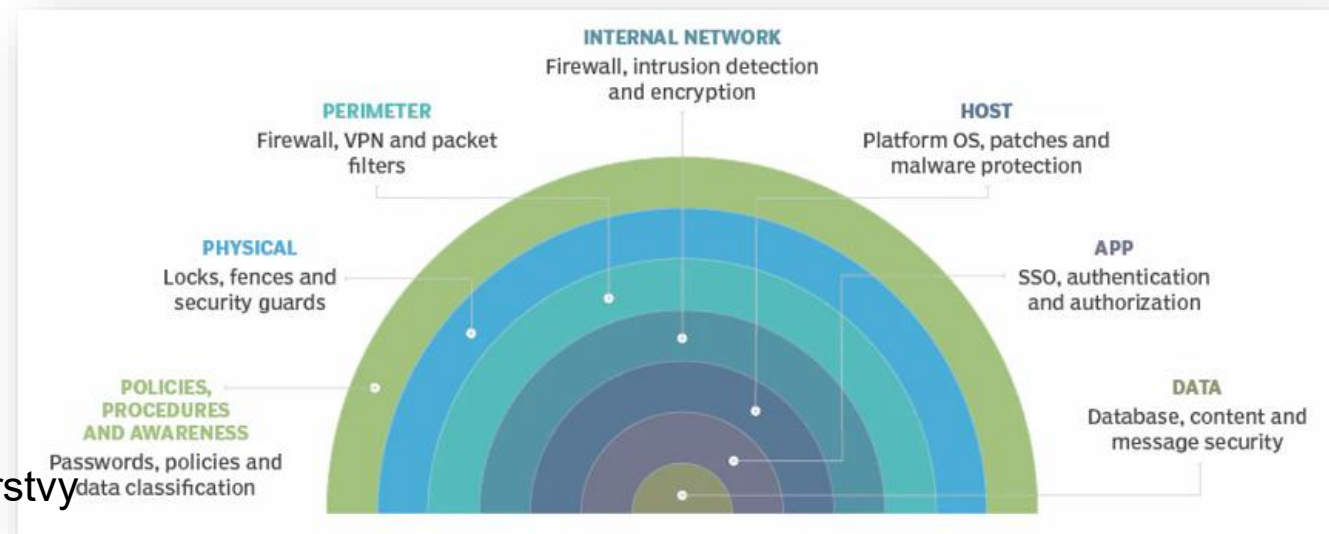 INTERNAL NETWORK
Firewall, intrusion detection
and encryption
PERIMETER
Firewall, VPN and packet
filters
HOST
Platform OS, patches and
malware protection
PHYSICAL
Locks, fences and
security guards
APP
SSO, authentication
and authorization
POLICIES,
PROCEDURES
AND AWARENESS
Passwords, policies and
data classification
DATA
Database, content and
message security
rstvy